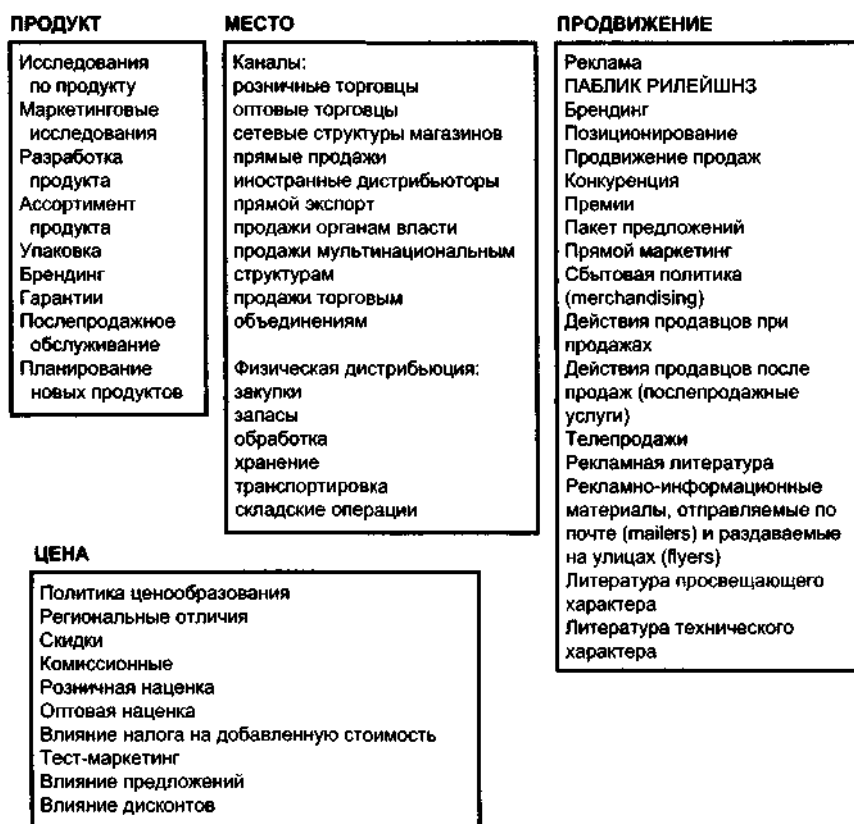 ПРОДУКТ
Исследования
по продукту
Маркетинговые
исследования
Разработка
продукта
Ассортимент
продукта
Упаковка
Брендинг
Гарантии
Послепродажное
обслуживание
Планирование
новых продуктов
МЕСТО
Каналы:
розничные торговцы
оптовые торговцы
сетевые структуры магазинов
прямые продажи
иностранные дистрибьюторы
прямой экспорт
продажи органам власти
продажи мультинациональным
структурам
продажи торговым
объединениям
Физическая дистрибьюция:
закупки
запасы
обработка
хранение
транспортировка
складские операции
ПРОДВИЖЕНИЕ
Реклама
ПАБЛИК РИЛЕЙШНЗ
Брендинг
Позиционирование
Продвижение продаж
Конкуренция
Премии
Пакет предложений
Прямой маркетинг
Сбытовая политика
(merchandising)
Действия продавцов при
продажах
Действия продавцов после
продаж (послепродажные
услуги)
Телепродажи
Рекламная литература
Рекламно-информационные
материалы, отправляемые по
почте (mailers) и раздаваемые
на улицах (flyers)
Литература просвещающего
характера
Литература технического
характера
ЦЕНА
Политика ценообразования
Региональные отличия
Скидки
Комиссионные
Розничная наценка
Оптовая наценка
Влияние налога на добавленную стоимость
Тест-маркетинг
Влияние предложений
Влияние дисконтов